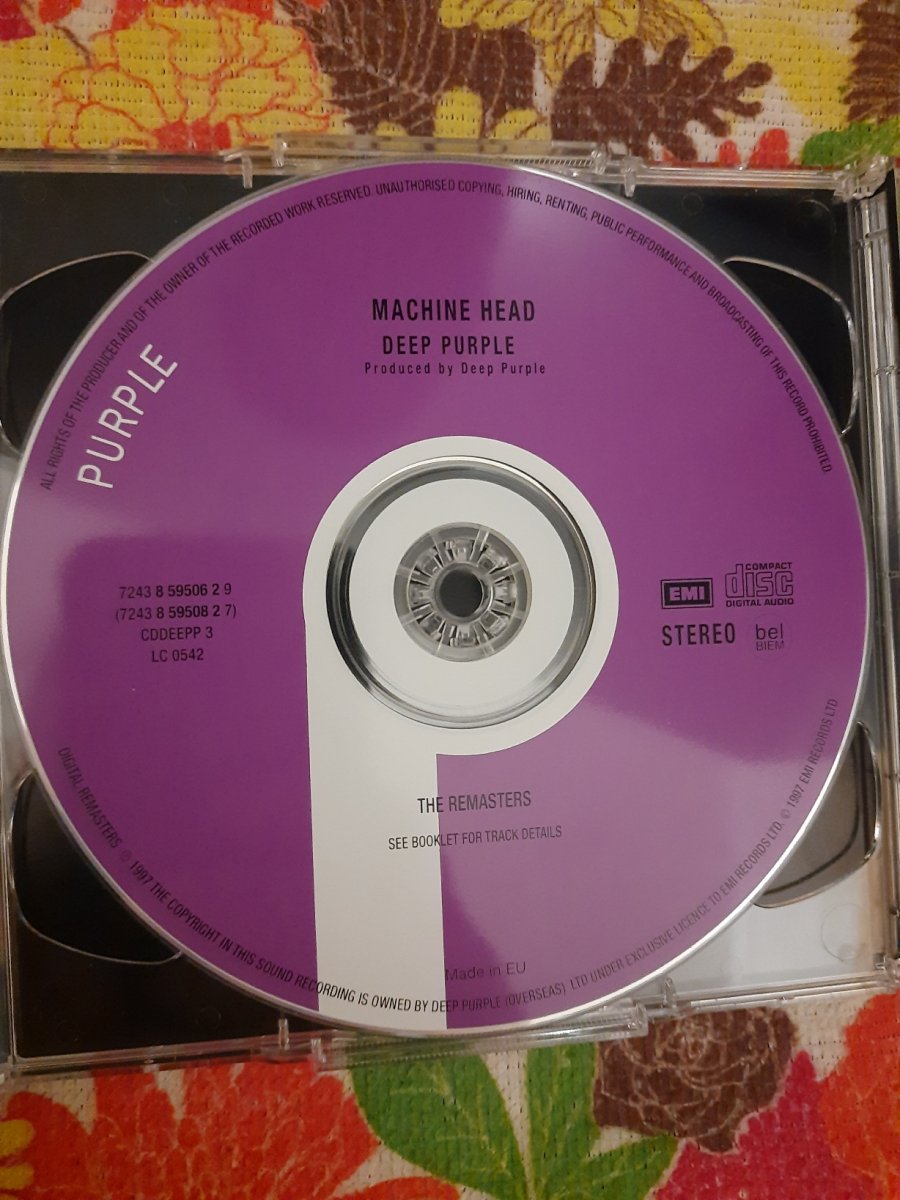 ALL RIGHTS OF THE PRODUCER AND OF THE OWNER OF THE RECORDED WORK RESERVED. UNAUTHORISED COPYING, HIRING, RENTING, PUBLIC PERFORMANCE AND BROADCASTING OF THIS RECORD PROHIBITED.
PURPLE
MACHINE HEAD
DEEP PURPLE
Produced by Deep Purple
7243 8 59506 2 9
(7243 8 59508 2 7)
CDDEEPP 3
LC 0542
EMI
COMPACT
disc
DIGITAL AUDIO
STEREO
bel
BIEM
THE REMASTERS
SEE BOOKLET FOR TRACK DETAILS
Made in EU
DIGITAL REMASTERS ℗ 1997 THE COPYRIGHT IN THIS SOUND RECORDING IS OWNED BY DEEP PURPLE (OVERSEAS) LTD UNDER EXCLUSIVE LICENCE TO EMI RECORDS LTD. © 1997 EMI RECORDS LTD